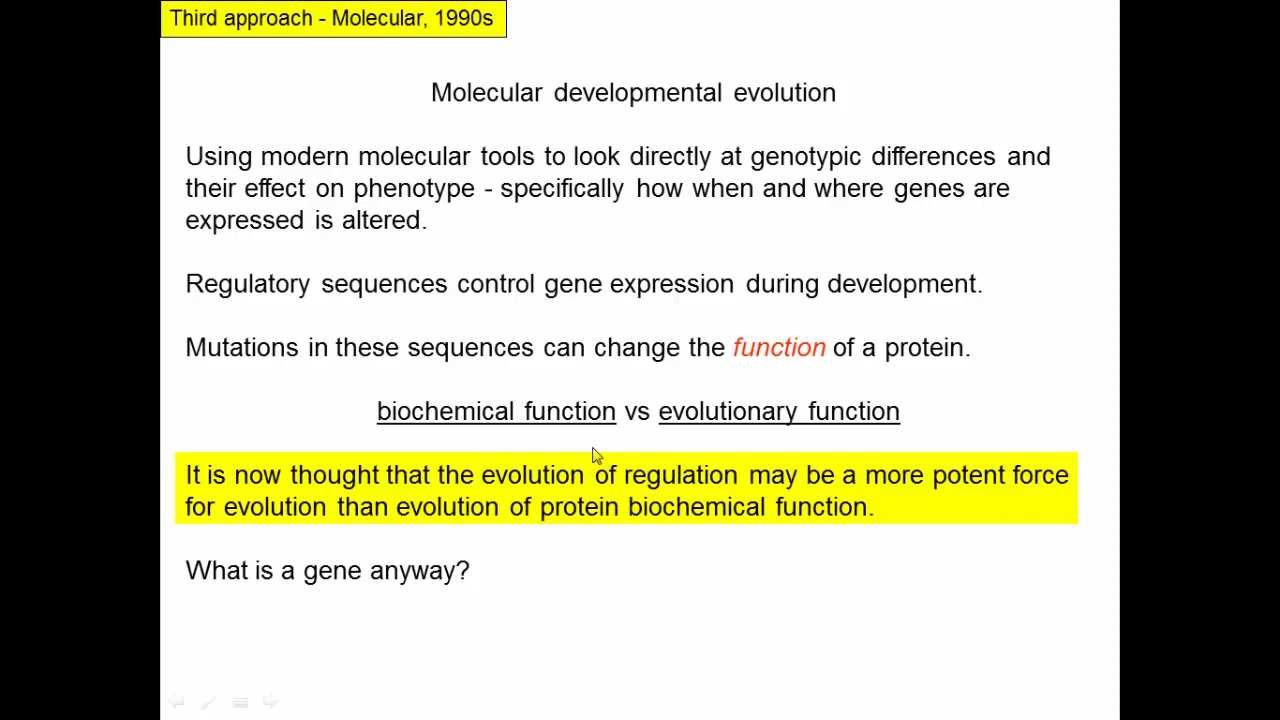 Third approach - Molecular, 1990s
Molecular developmental evolution
Using modern molecular tools to look directly at genotypic differences and
their effect on phenotype - specifically how when and where genes are
expressed is altered.
Regulatory sequences control gene expression during development.
Mutations in these sequences can change the function of a protein.
biochemical function vs evolutionary function
It is now thought that the evolution of regulation may be a more potent force
for evolution than evolution of protein biochemical function.
What is a gene anyway?